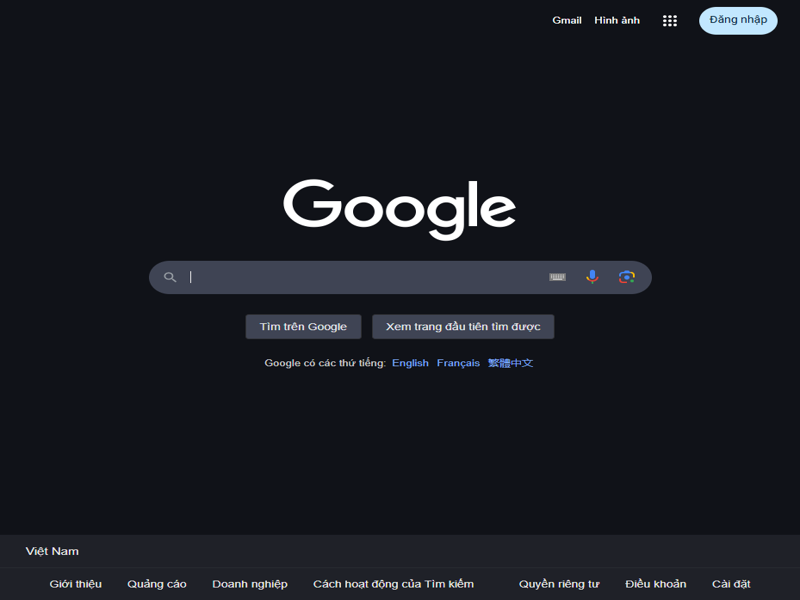 Gmail Hình ảnh Đăng nhập
Google
Tìm trên Google Xem trang đầu tiên tìm được
Google có các thứ tiếng: English Français 繁體中文
Việt Nam
Giới thiệu Quảng cáo Doanh nghiệp Cách hoạt động của Tìm kiếm Quyền riêng tư Điều khoản Cài đặt